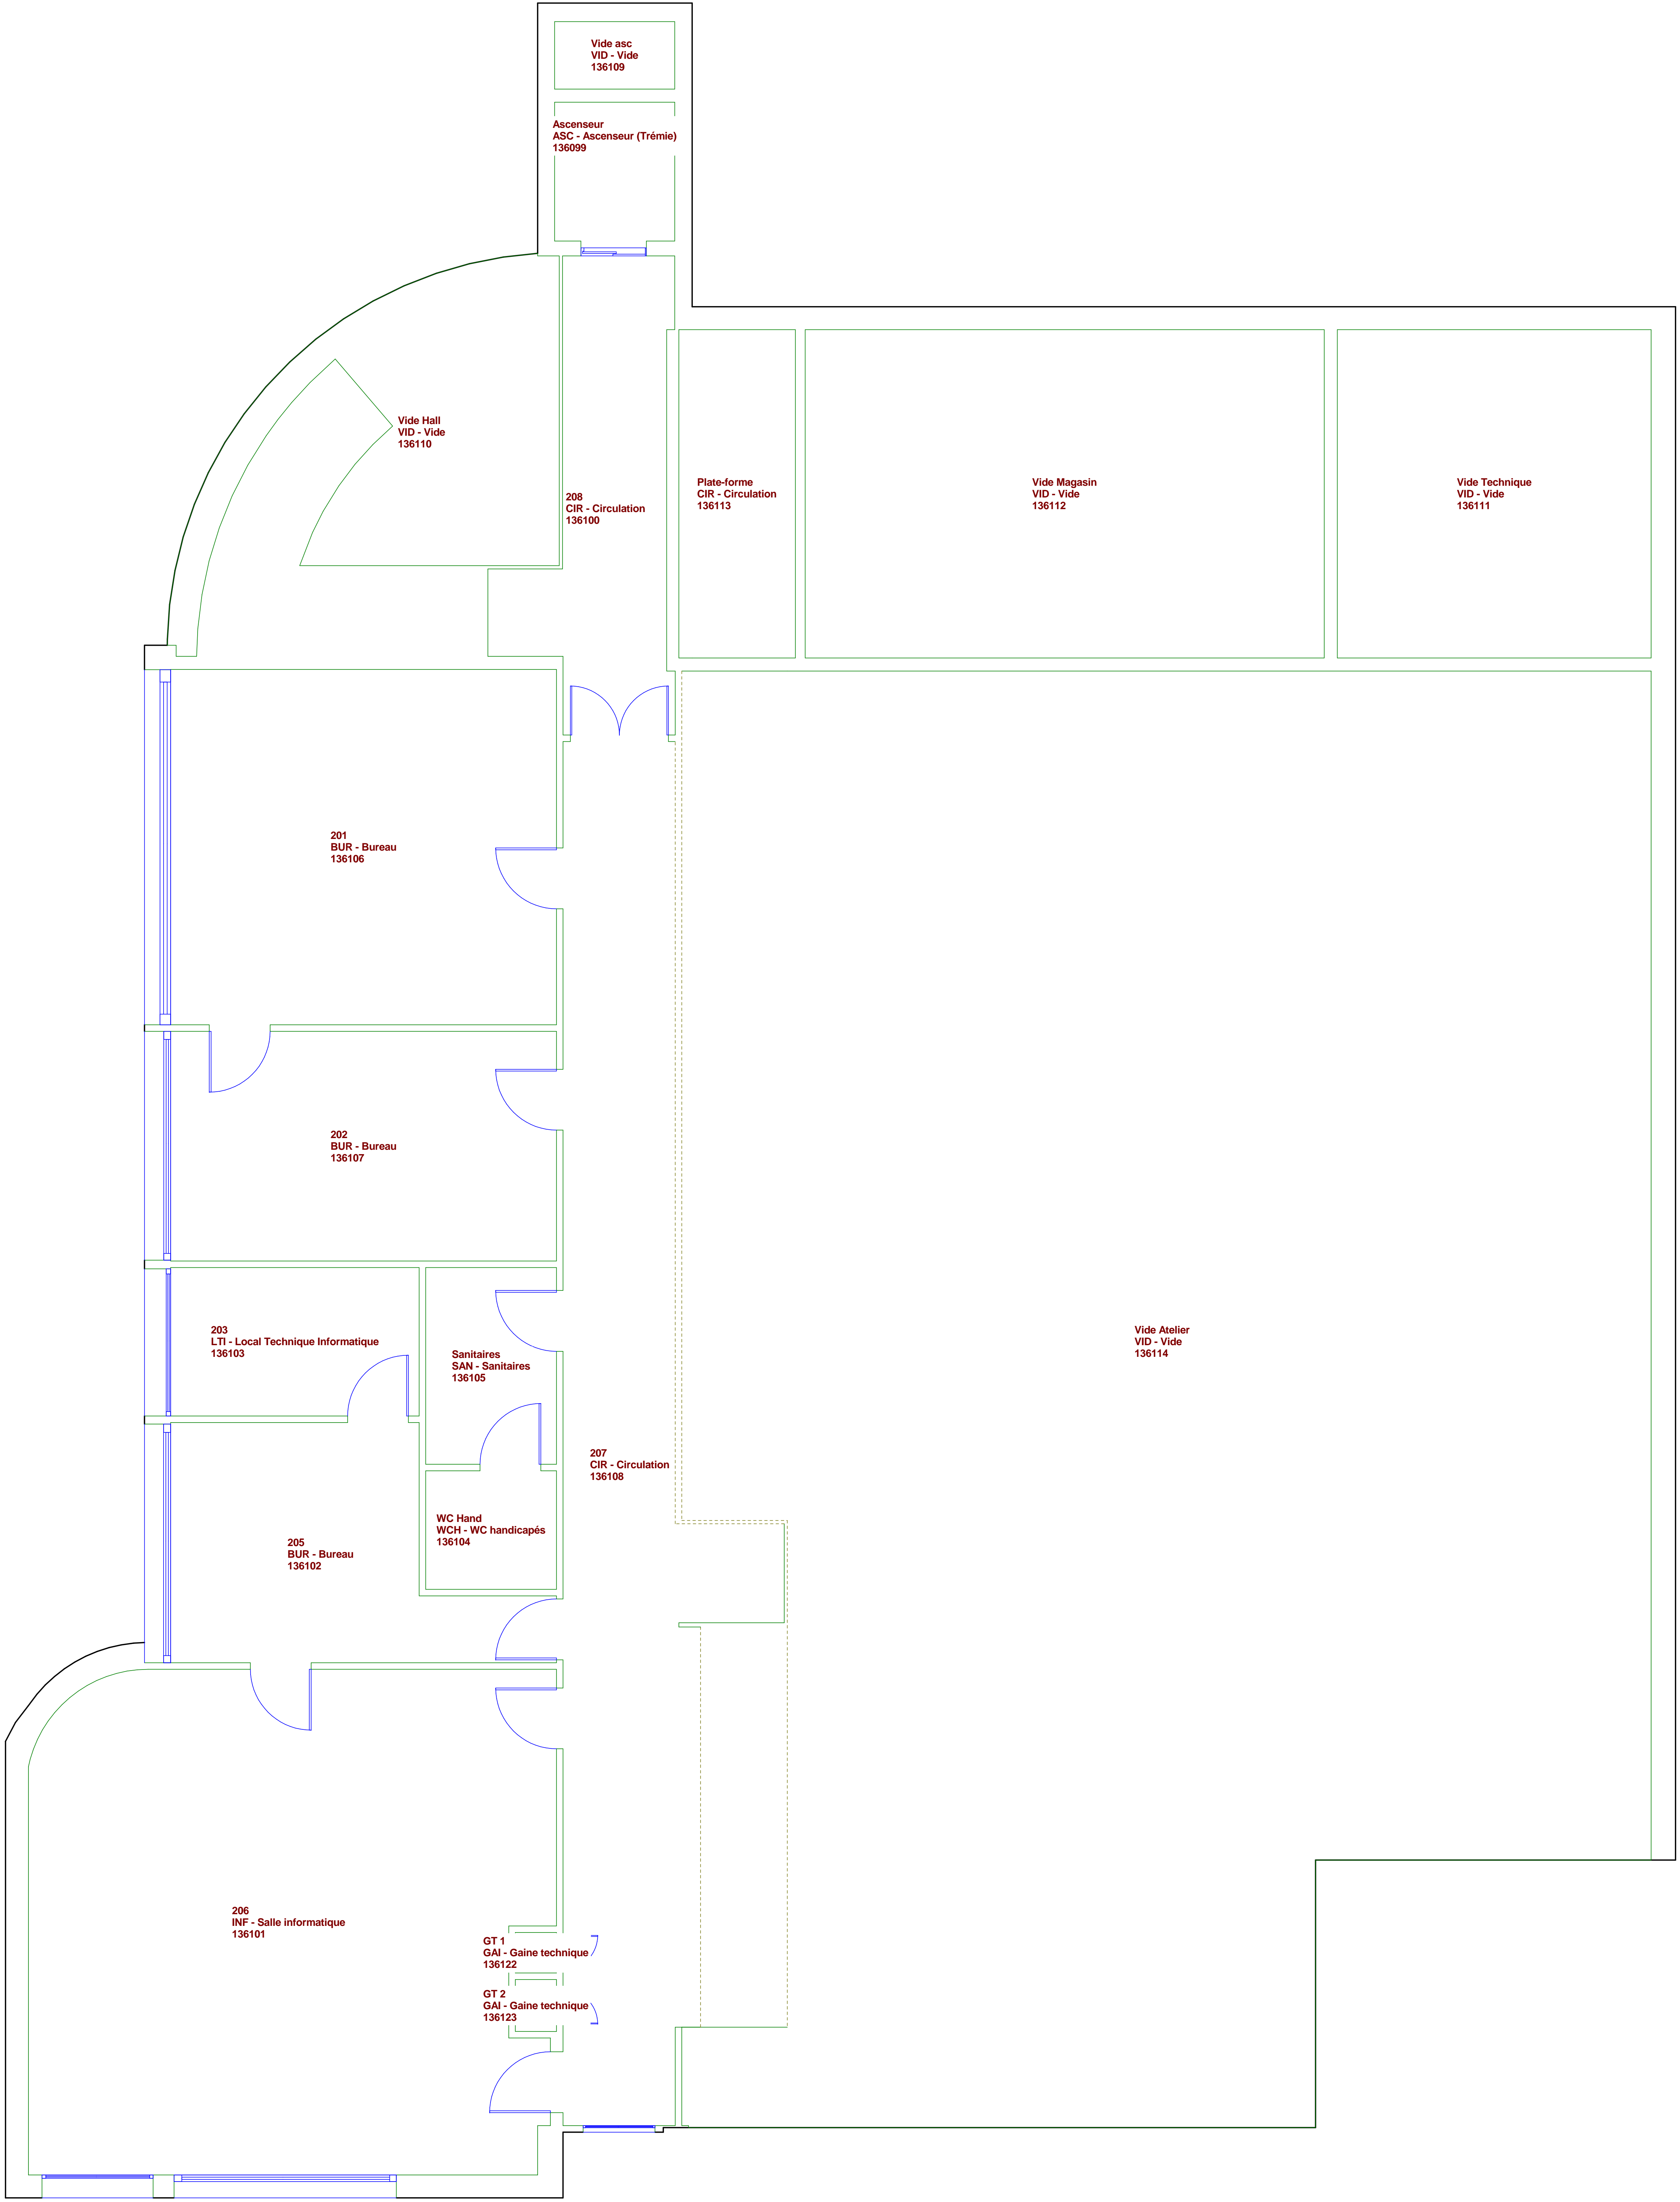 Vide asc
VID - Vide
136109
Ascenseur
ASC - Ascenseur (Trémie)
136099
Vide Hall
VID - Vide
136110
208
CIR - Circulation
136100
Plate-forme
CIR - Circulation
136113
Vide Magasin
VID - Vide
136112
Vide Technique
VID - Vide
136111
201
BUR - Bureau
136106
202
BUR - Bureau
136107
203
LTI - Local Technique Informatique
136103
Sanitaires
SAN - Sanitaires
136105
Vide Atelier
VID - Vide
136114
207
CIR - Circulation
136108
WC Hand
WCH - WC handicapés
136104
205
BUR - Bureau
136102
206
INF - Salle informatique
136101
GT 1
GAI - Gaine technique
136122
GT 2
GAI - Gaine technique
136123